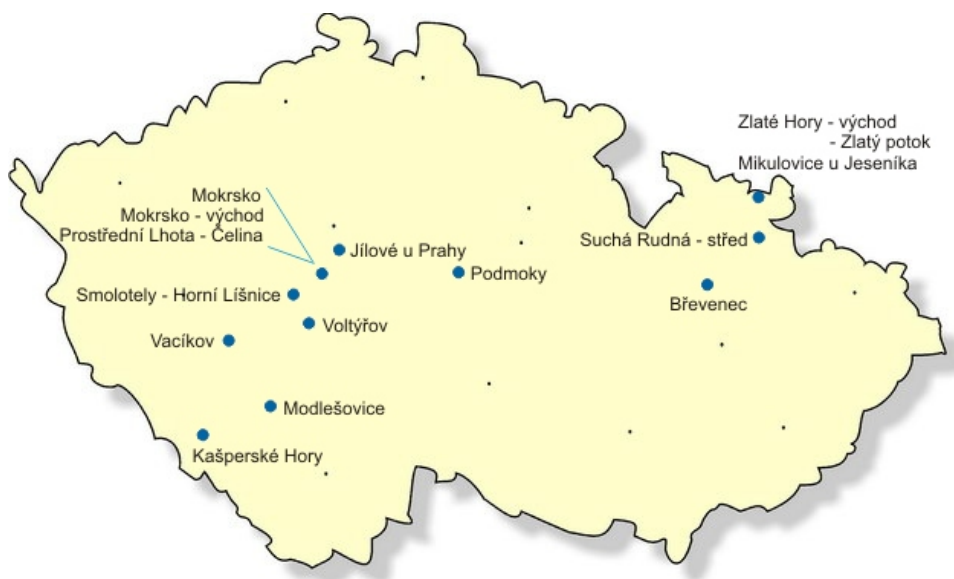 Zlaté Hory - východ
- Zlatý potok
Mikulovice u Jeseníka
Mokrsko
Mokrsko - východ
Prostřední Lhota - Čelina
Suchá Rudná - střed
Jílové u Prahy
Podmoky
Smolotely - Horní Líšnice
Břevenec
Voltýřov
Vacíkov
Modlešovice
Kašperské Hory